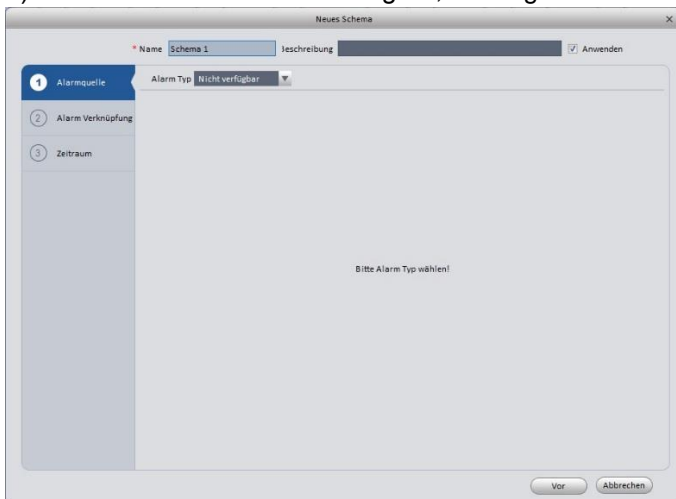 Neues Schema
* Name Schema 1 Beschreibung Anwenden
1 Alarmquelle Alarm Typ Nicht verfügbar
2 Alarm Verknüpfung
3 Zeitraum
Bitte Alarm Typ wählen!
Vor Abbrechen